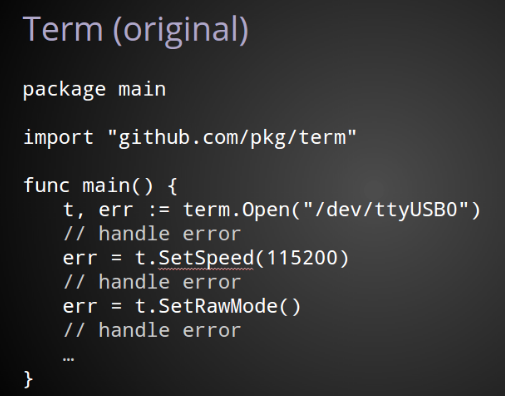 Term (original)
package main
import "github.com/pkg/term"
func main() {
t, err := term.Open("/dev/ttyUSB0")
// handle error
err = t.SetSpeed(115200)
// handle error
err = t.SetRawMode()
// handle error
…
}